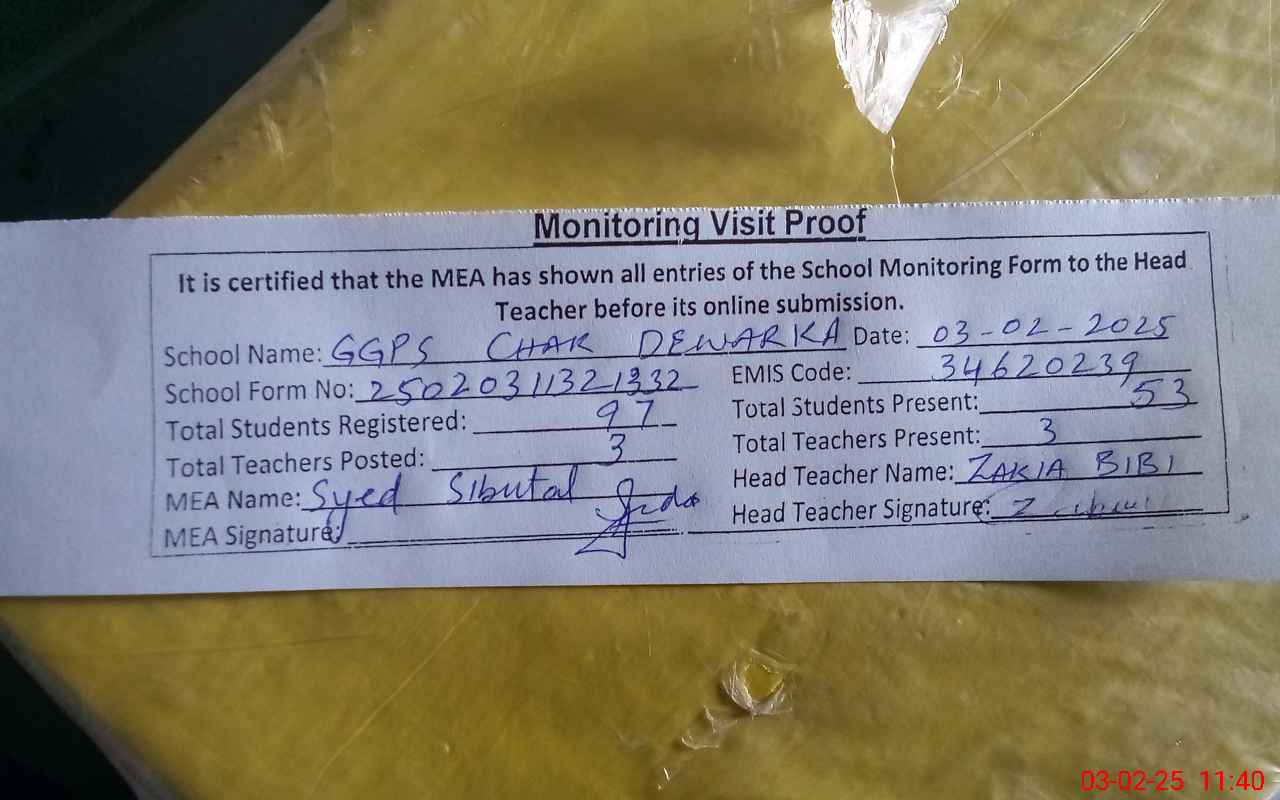 Monitoring Visit Proof
It is certified that the MEA has shown all entries of the School Monitoring Form to the Head
Teacher before its online submission.
School Name: GGPS CHAK DEWARKA Date: 03-02-2025
School Form No: 25020311321332 EMIS Code: 34620239
Total Students Registered: 97 Total Students Present: 53
Total Teachers Posted: 3 Total Teachers Present: 3
MEA Name: Syed Sibutal Head Teacher Name: ZAKIA BIBI
MEA Signature: Head Teacher Signature:
03-02-25 11:40